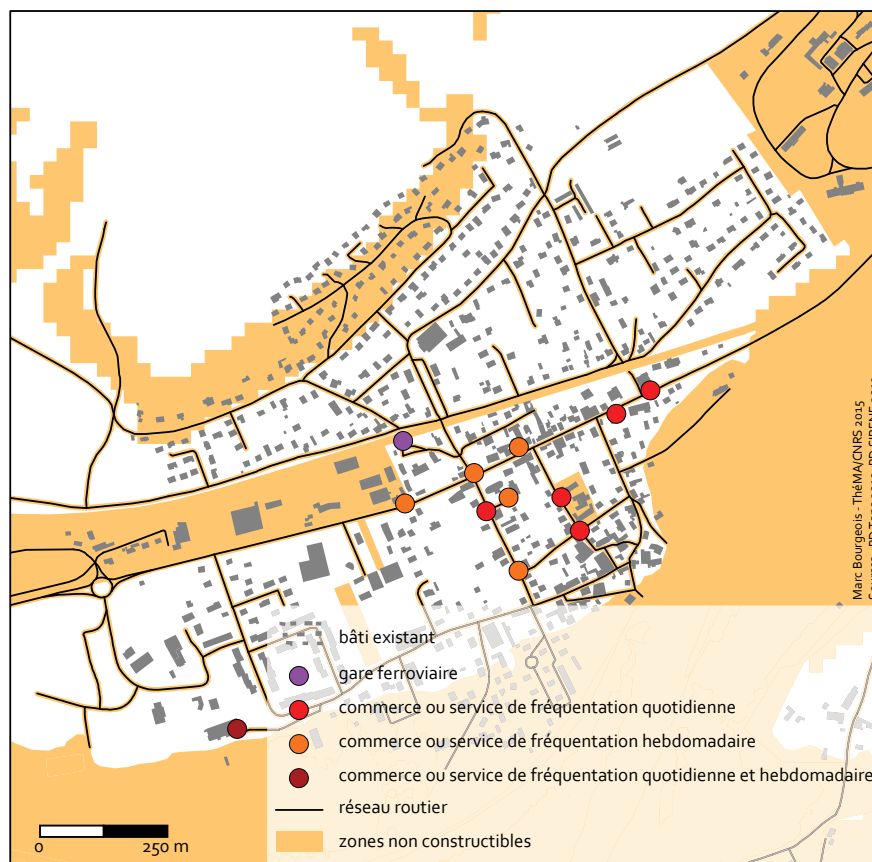 Marc Bourgeois - ThéMA/CNRS 2015
bâti existant
gare ferroviaire
commerce ou service de fréquentation quotidienne
commerce ou service de fréquentation hebdomadaire
commerce ou service de fréquentation quotidienne et hebdomadaire
réseau routier
zones non constructibles
0 250 m